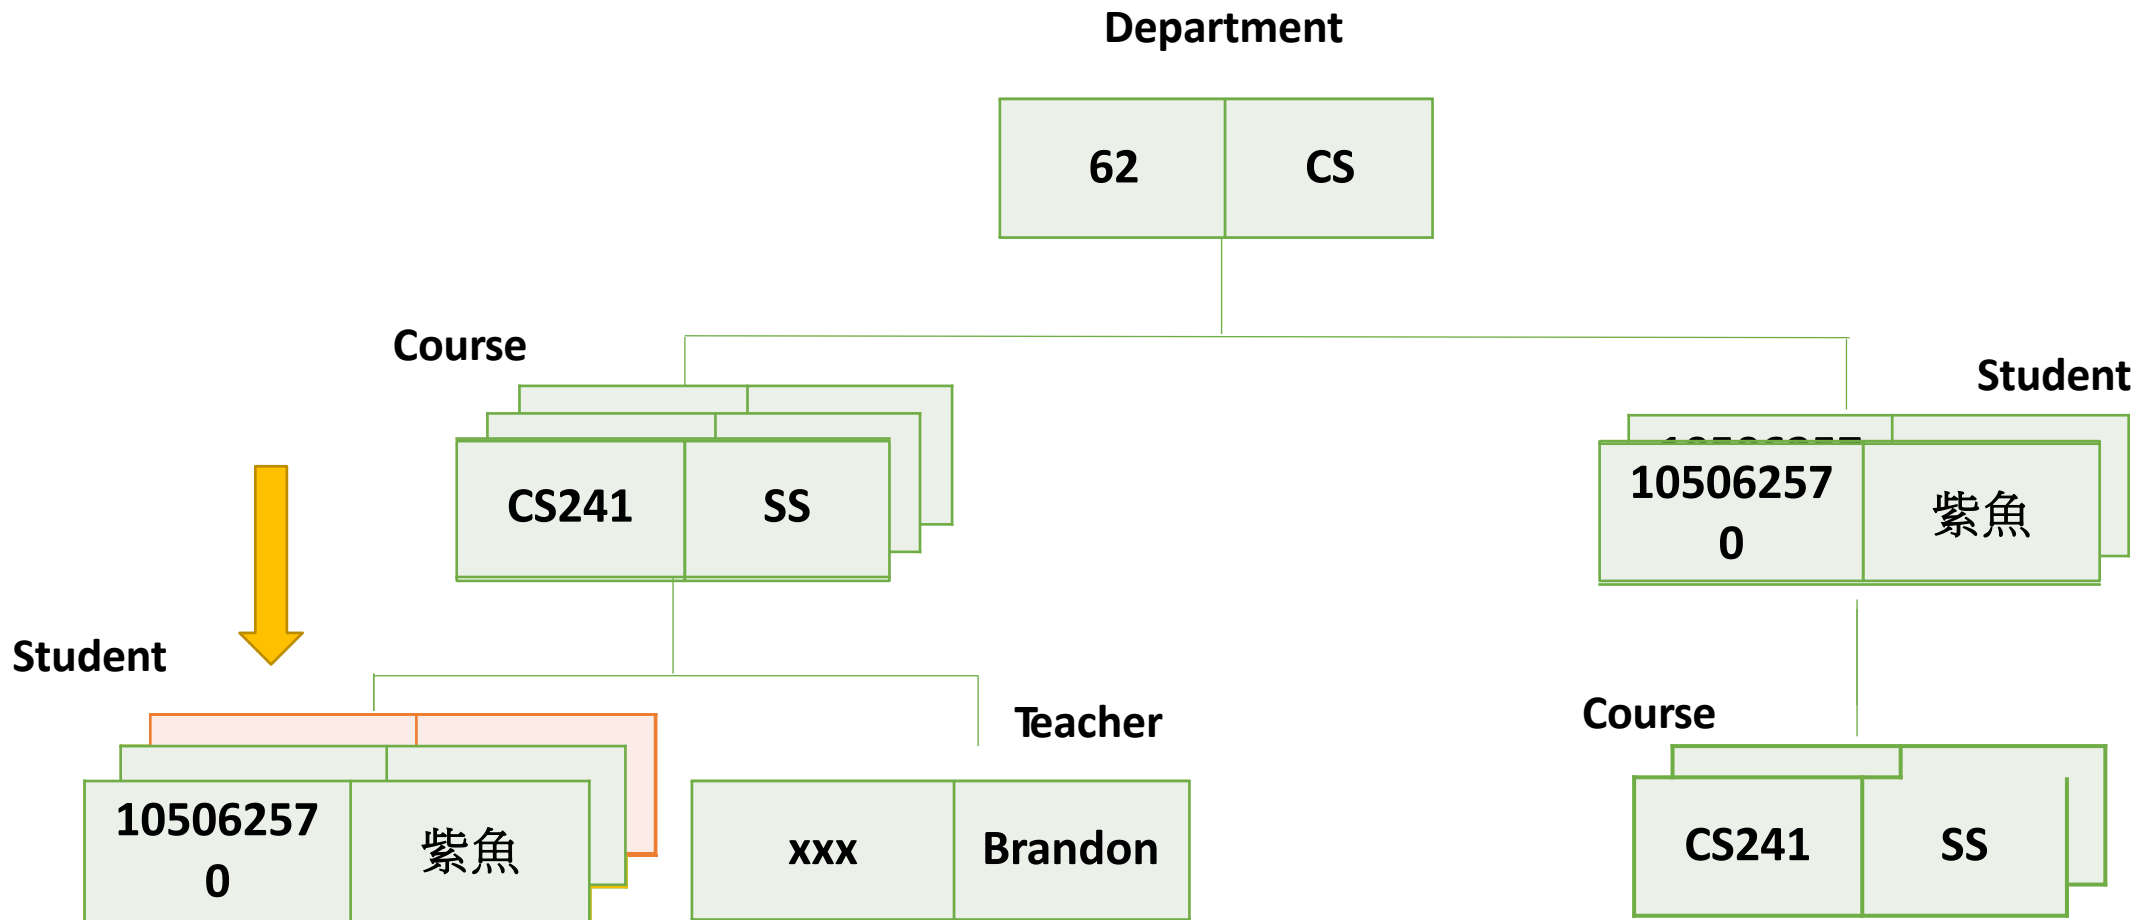 Department
62 CS
Course
Student
CS241 SS
10506257
0
紫魚
Student
Teacher
Course
10506257
0
紫魚
xxx Brandon
CS241 SS